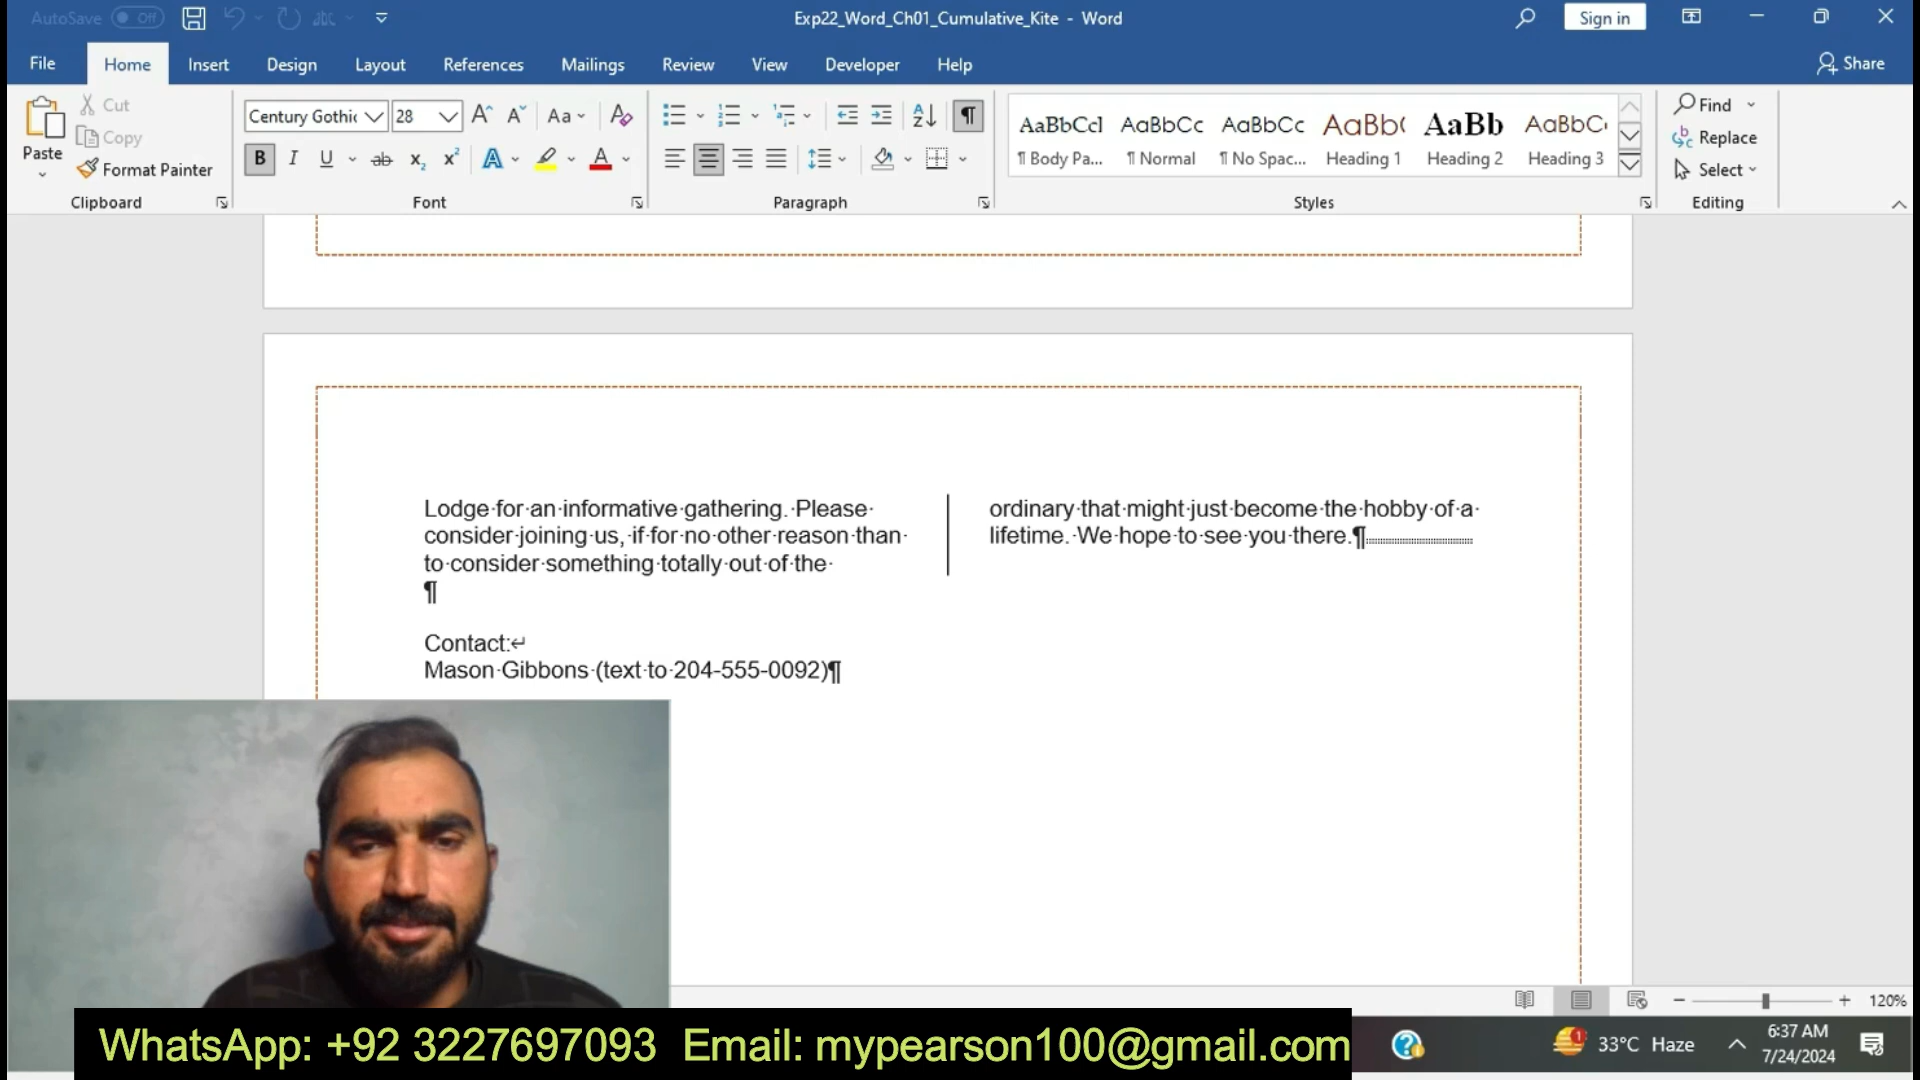 AutoSave Off abc Exp22_Word_Ch01_Cumulative_Kite - Word Sign in
File Home Insert Design Layout References Mailings Review View Developer Help Share
Paste
Cut
Copy
Format Painter
Clipboard
Century Gothic 28 Aa
B I U ab x₂ x² A A
Font
Paragraph
AaBbCcI AaBbCc AaBbCc AaBb( AaBb AaBbC
¶ Body Pa... ¶ Normal ¶ No Spac... Heading 1 Heading 2 Heading 3
Styles
Find
Replace
Select
Editing
Lodge·for·an·informative·gathering.·Please·
consider·joining·us,·if·for·no·other·reason·than·
to·consider·something·totally·out·of·the·
¶
ordinary·that·might·just·become·the·hobby·of·a·
lifetime.·We·hope·to·see·you·there.¶
Contact:↵
Mason·Gibbons·(text·to·204-555-0092)¶
120%
WhatsApp: +92 3227697093 Email: mypearson100@gmail.com
1 33°C Haze
6:37 AM
7/24/2024